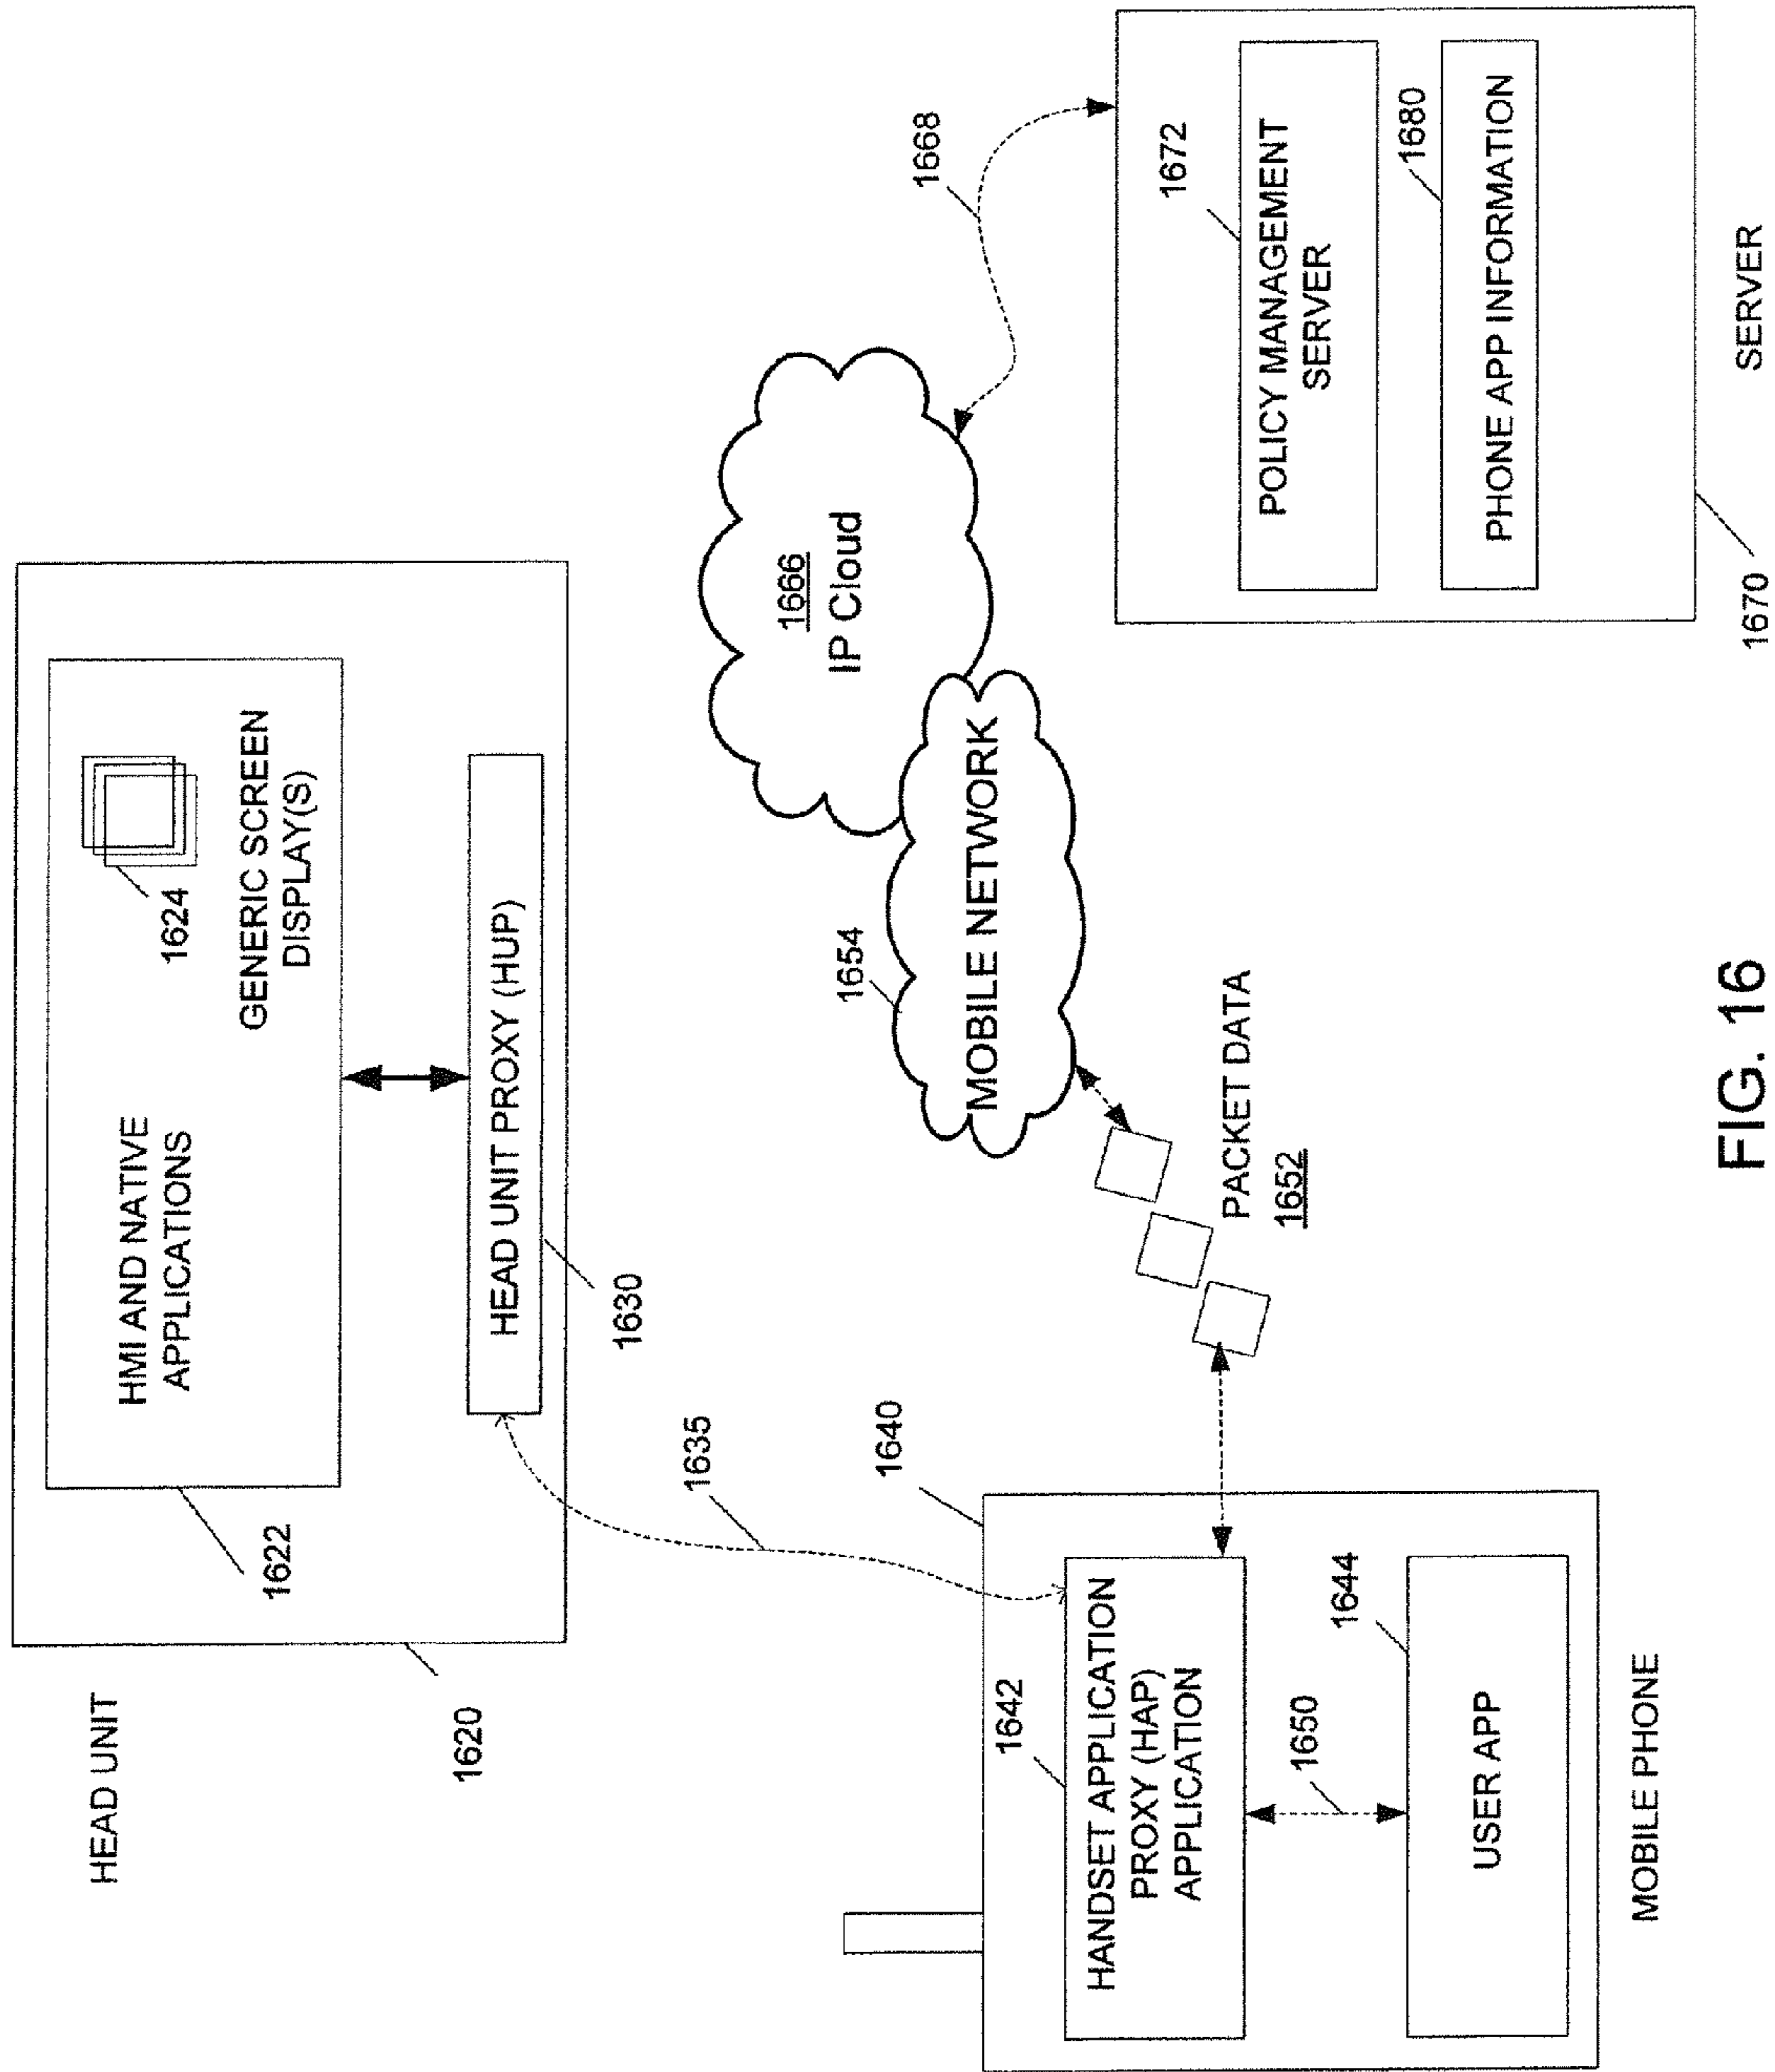 HEAD UNIT
1620
1622
HMI AND NATIVE
APPLICATIONS
1624
GENERIC SCREEN
DISPLAY(S)
HEAD UNIT PROXY (HUP)
1630
1635
1640
1642
HANDSET APPLICATION
PROXY (HAP)
APPLICATION
1650
1644
USER APP
MOBILE PHONE
PACKET DATA
1652
1654
MOBILE NETWORK
1666
IP Cloud
1668
1672
POLICY MANAGEMENT
SERVER
1680
PHONE APP INFORMATION
1670
SERVER
FIG. 16